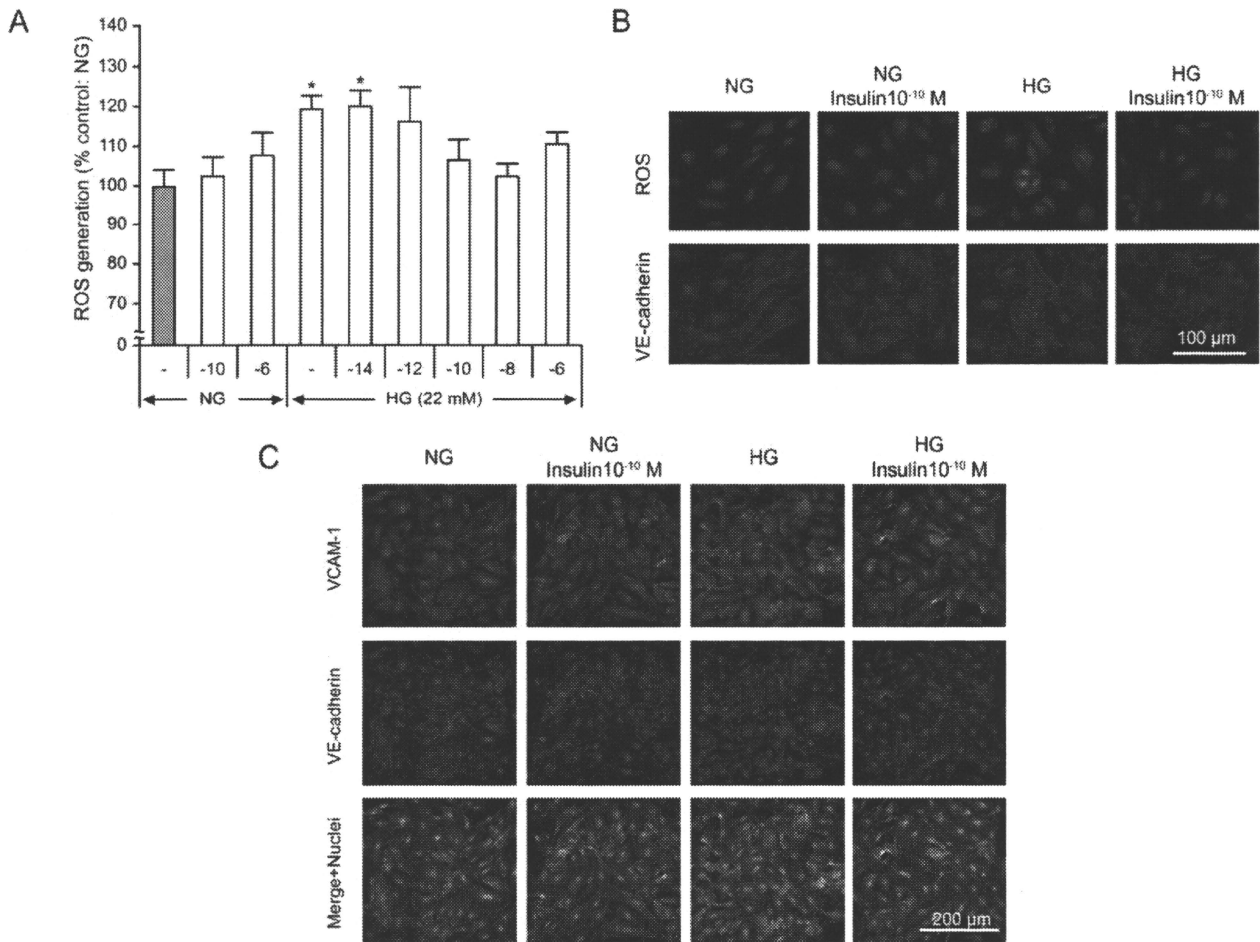 A
ROS generation (% control: NG)
140
130
120
110
100
90
80
70
0
* *
- -10 -6 - -14 -12 -10 -8 -6
NG HG (22 mM)
B
NG NG HG HG
Insulin10⁻¹⁰ M Insulin10⁻¹⁰ M
ROS
VE-cadherin
100 µm
C
NG NG HG HG
Insulin10⁻¹⁰ M Insulin10⁻¹⁰ M
VCAM-1
VE-cadherin
Merge+Nuclei
200 µm